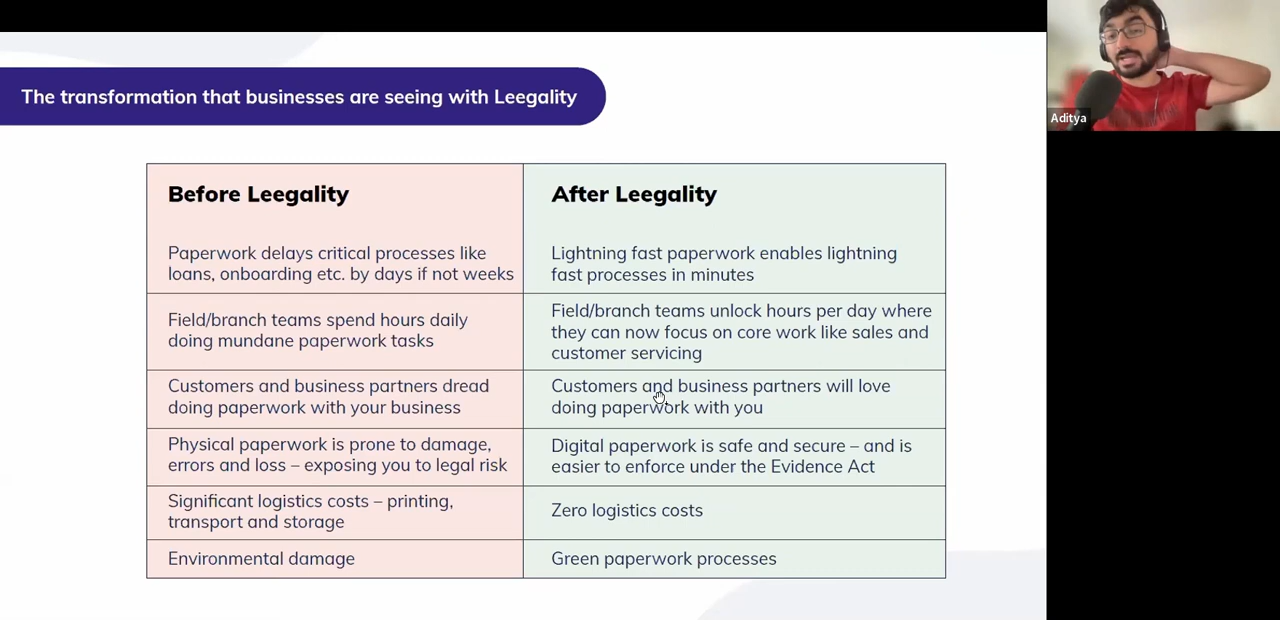 The transformation that businesses are seeing with Leegality
Aditya
Before Leegality
After Leegality
Paperwork delays critical processes like
loans, onboarding etc. by days if not weeks
Lightning fast paperwork enables lightning
fast processes in minutes
Field/branch teams spend hours daily
doing mundane paperwork tasks
Field/branch teams unlock hours per day where
they can now focus on core work like sales and
customer servicing
Customers and business partners dread
doing paperwork with your business
Customers and business partners will love
doing paperwork with you
Physical paperwork is prone to damage,
errors and loss – exposing you to legal risk
Digital paperwork is safe and secure – and is
easier to enforce under the Evidence Act
Significant logistics costs – printing,
transport and storage
Zero logistics costs
Environmental damage
Green paperwork processes